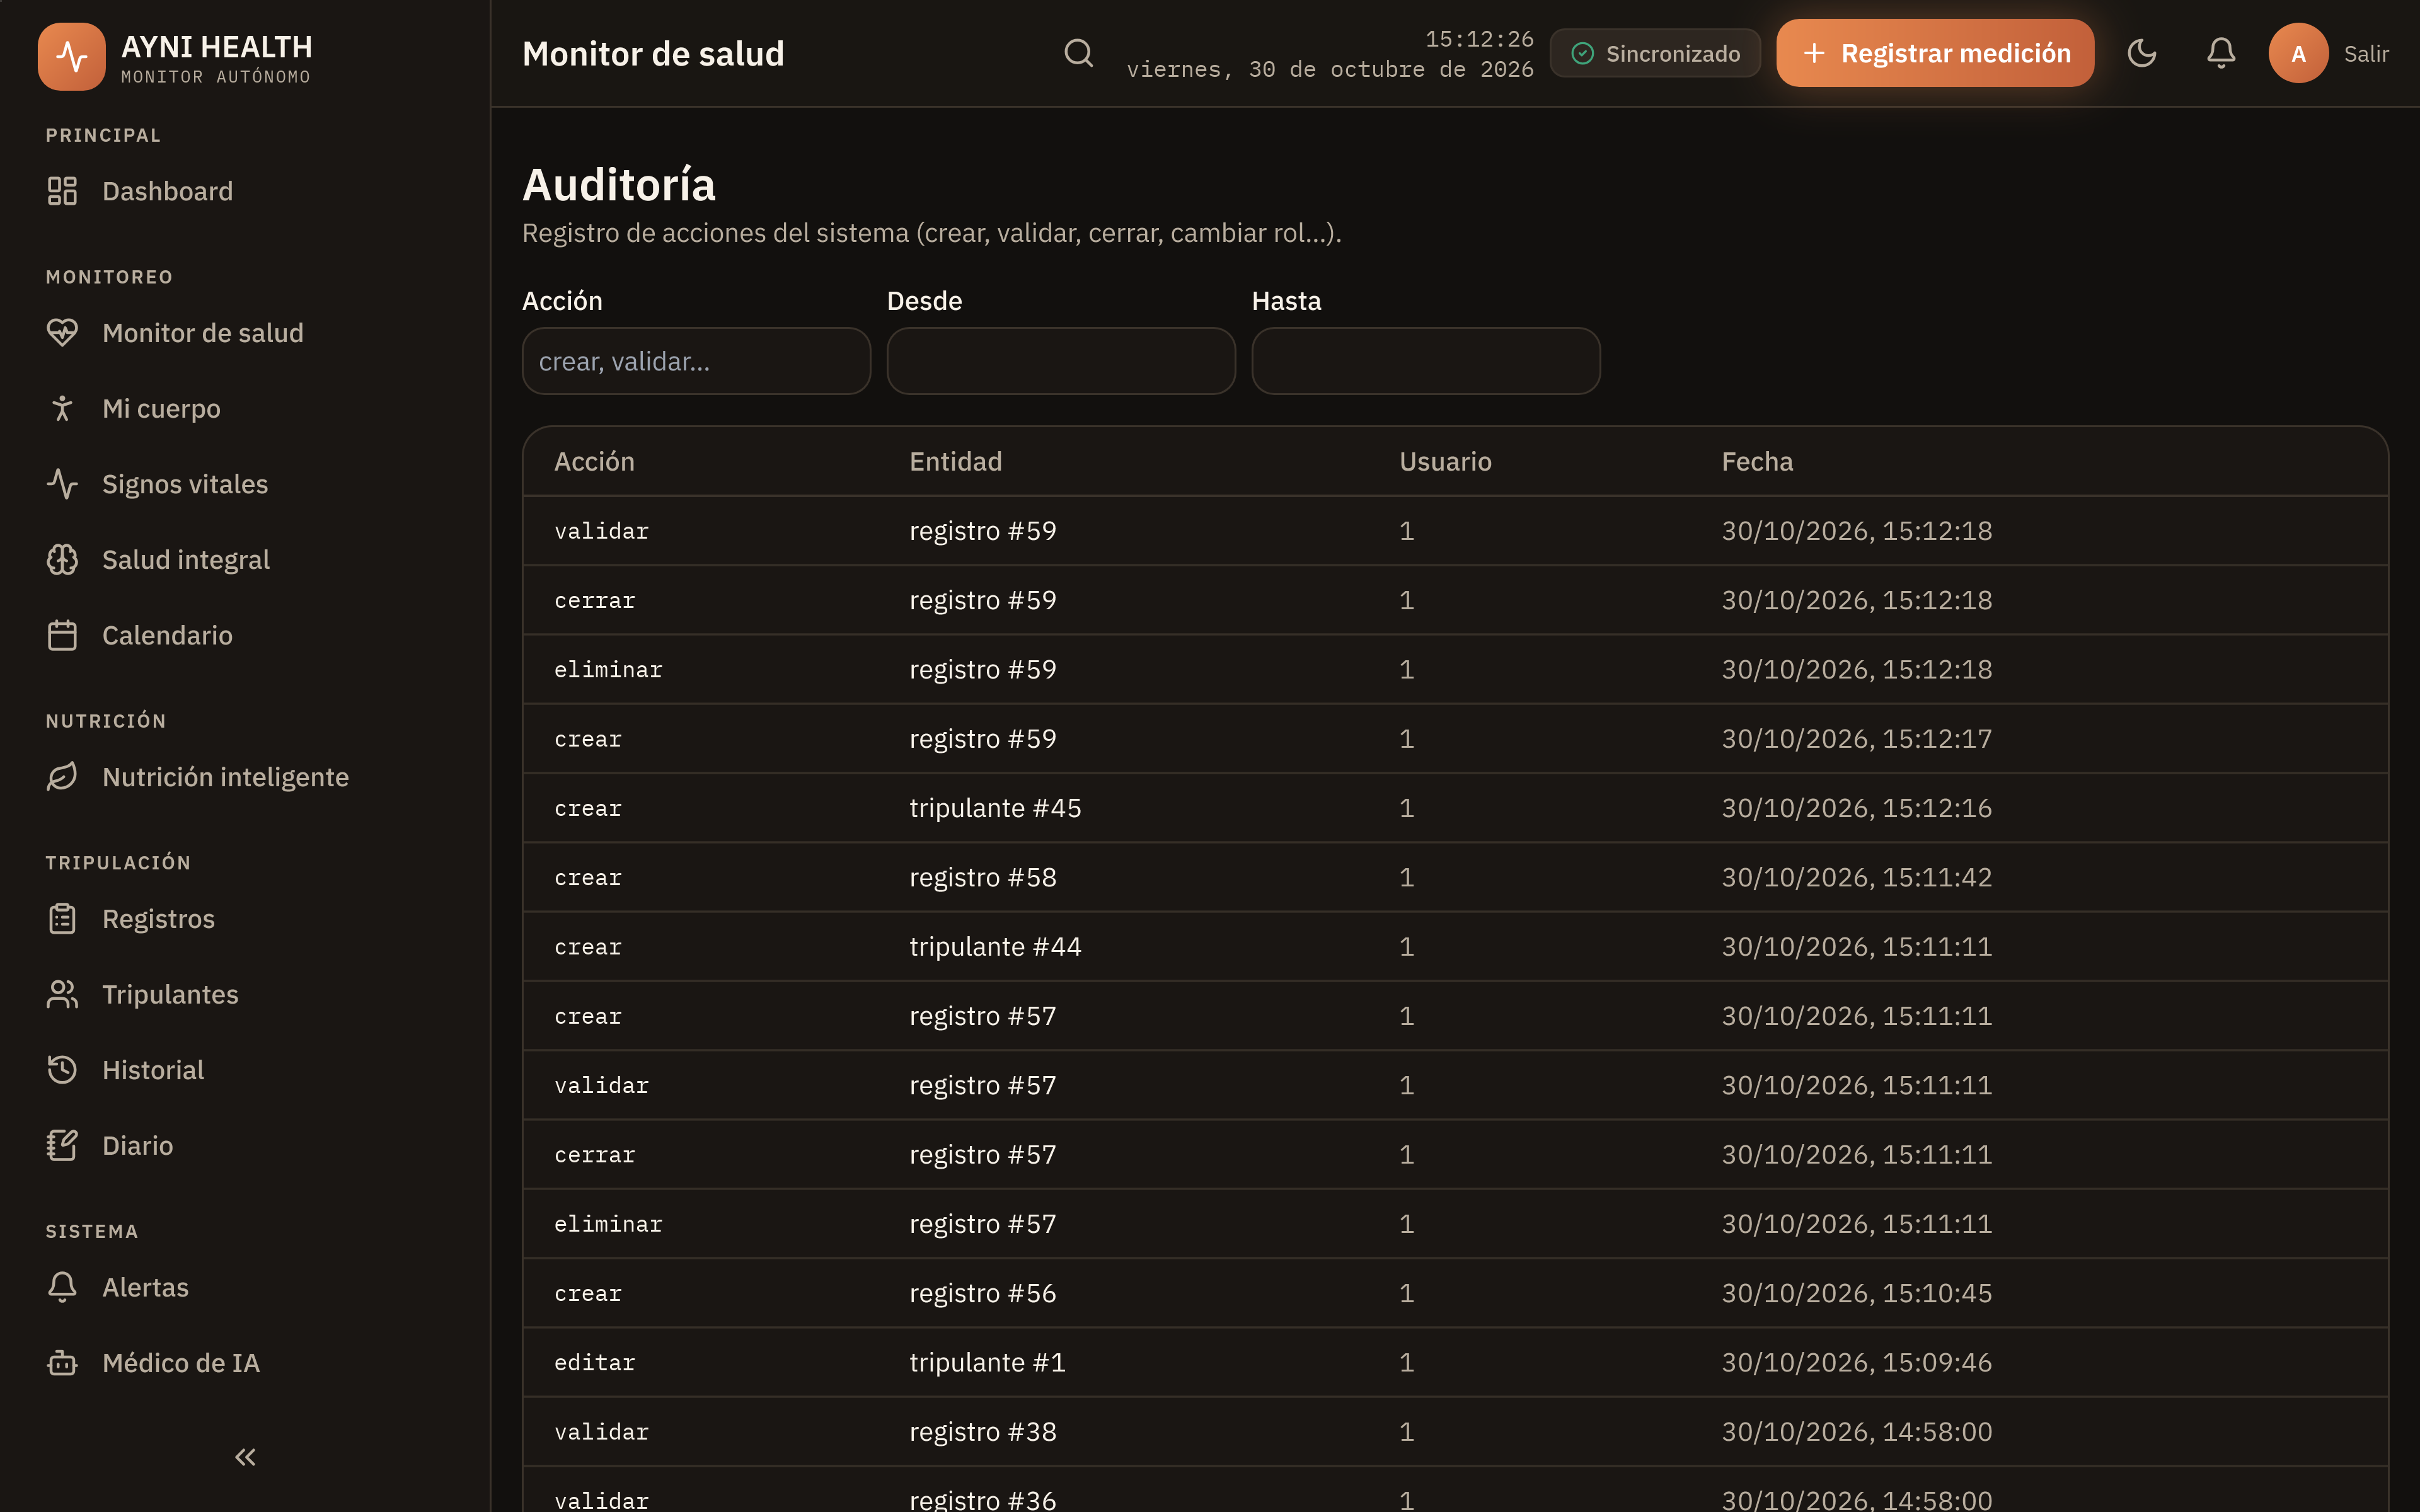 AYNI HEALTH
MONITOR AUTÓNOMO
PRINCIPAL
Dashboard
MONITOREO
Monitor de salud
Mi cuerpo
Signos vitales
Salud integral
Calendario
NUTRICIÓN
Nutrición inteligente
TRIPULACIÓN
Registros
Tripulantes
Historial
Diario
SISTEMA
Alertas
Médico de IA
Monitor de salud
15:12:26
viernes, 30 de octubre de 2026
Sincronizado
Registrar medición
A
Salir
Auditoría
Registro de acciones del sistema (crear, validar, cerrar, cambiar rol...).
Acción Desde Hasta
crear, validar...
Acción Entidad Usuario Fecha
validar registro #59 1 30/10/2026, 15:12:18
cerrar registro #59 1 30/10/2026, 15:12:18
eliminar registro #59 1 30/10/2026, 15:12:18
crear registro #59 1 30/10/2026, 15:12:17
crear tripulante #45 1 30/10/2026, 15:12:16
crear registro #58 1 30/10/2026, 15:11:42
crear tripulante #44 1 30/10/2026, 15:11:11
crear registro #57 1 30/10/2026, 15:11:11
validar registro #57 1 30/10/2026, 15:11:11
cerrar registro #57 1 30/10/2026, 15:11:11
eliminar registro #57 1 30/10/2026, 15:11:11
crear registro #56 1 30/10/2026, 15:10:45
editar tripulante #1 1 30/10/2026, 15:09:46
validar registro #38 1 30/10/2026, 14:58:00
validar registro #36 1 30/10/2026, 14:58:00